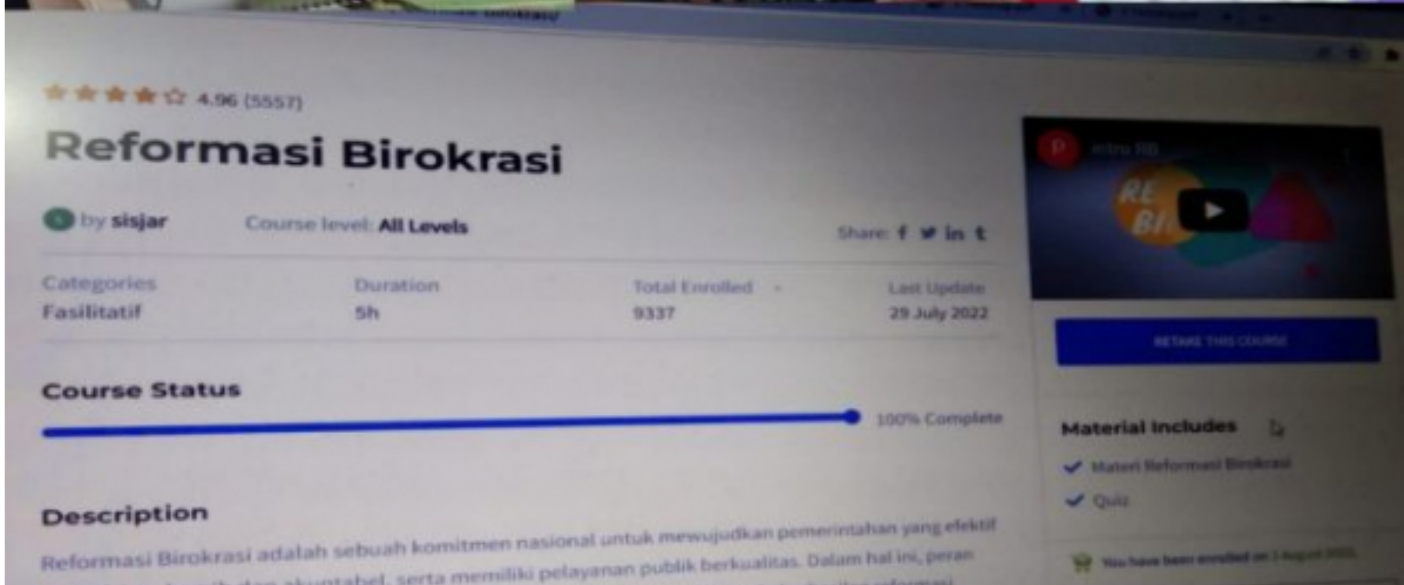 4.96 (5557)
Reformasi Birokrasi
by sisjar
Course level: All Levels
Share: f in t
Categories
Duration
Total Enrolled
Last Update
Fasilitatif
5h
9337
29 July 2022
Course Status
100% Complete
Description
Reformasi Birokrasi adalah sebuah komitmen nasional untuk mewujudkan pemerintahan yang efektif
akuntabel, serta memiliki pelayanan publik berkualitas. Dalam hal ini, peran
P
intro RB
RE
RETAKE THIS COURSE
Material Includes
Materi Reformasi Birokrasi
Quiz
You have been enrolled on